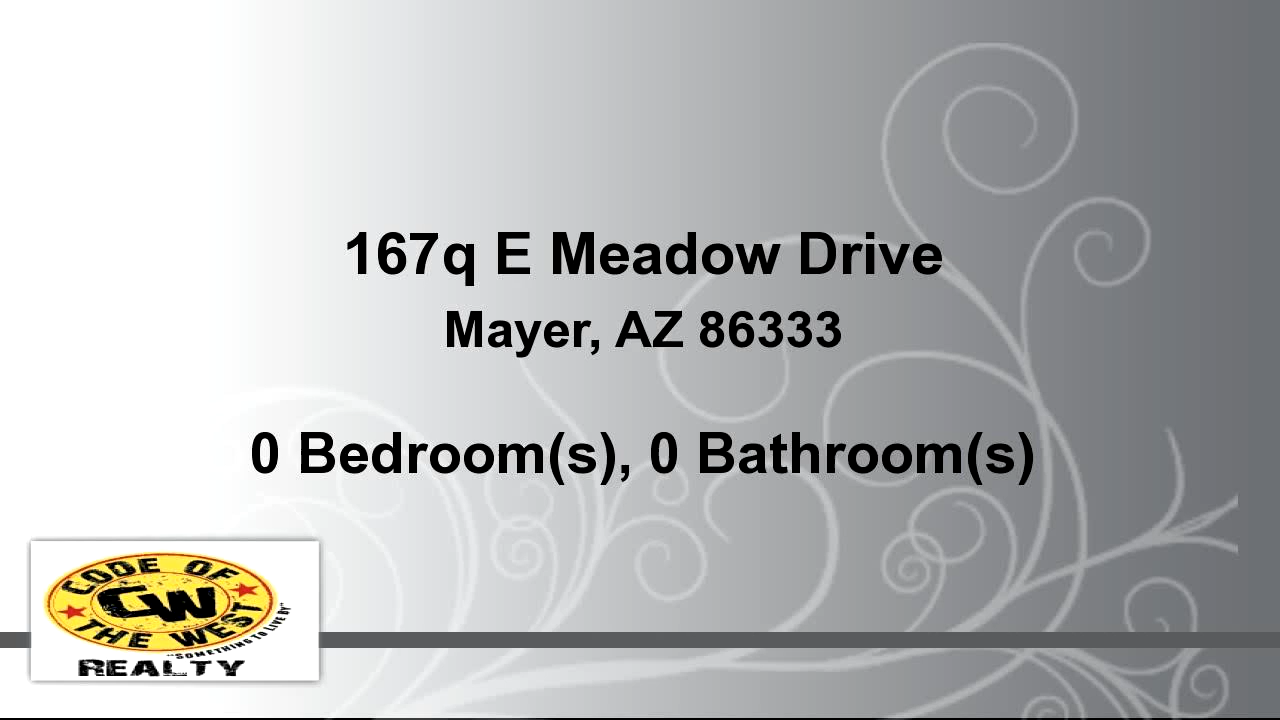 167q E Meadow Drive
Mayer, AZ 86333
0 Bedroom(s), 0 Bathroom(s)
CODE OF
CW
THE WEST
"SOMETHING TO LIVE BY"
REALTY